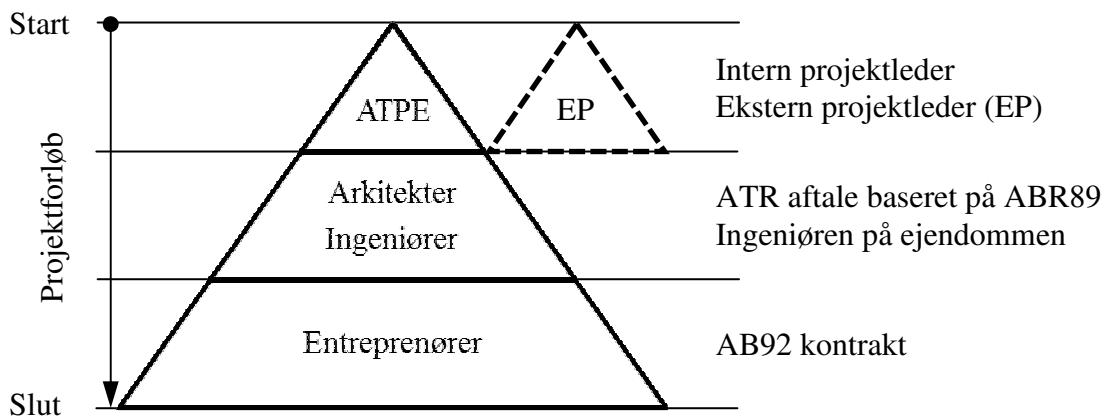 Start
Projektforløb
Slut
ATPE
EP
Intern projektleder
Ekstern projektleder (EP)
Arkitekter
Ingeniører
ATR aftale baseret på ABR89
Ingeniøren på ejendommen
Entreprenører
AB92 kontrakt